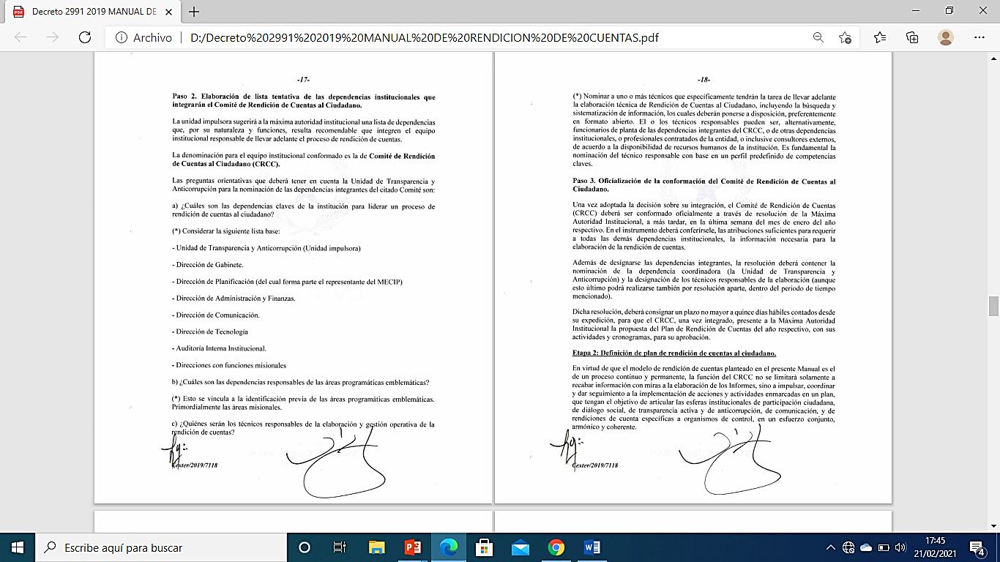 Decreto 2991 2019 MANUAL DE
Archivo
D:/Decreto%202991%202019%20MANUAL%20DE%20RENDICION%20DE%20CUENTAS.pdf
-17-
Paso 2. Elaboración de lista tentativa de las dependencias institucionales que
integrarán el Comité de Rendición de Cuentas al Ciudadano.
La unidad impulsora sugerirá a la máxima autoridad institucional una lista de dependencias
que, por su naturaleza y funciones, resulta recomendable que integren el equipo
institucional responsable de llevar adelante el proceso de rendición de cuentas.
La denominación para el equipo institucional conformado es la de Comité de Rendición
de Cuentas al Ciudadano (CRCC).
Las preguntas orientativas que deberá tener en cuenta la Unidad de Transparencia y
Anticorrupción para la nominación de las dependencias integrantes del citado Comité son:
a) ¿Cuáles son las dependencias claves de la institución para liderar un proceso de
rendición de cuentas al ciudadano?
(*) Considerar la siguiente lista base:
- Unidad de Transparencia y Anticorrupción (Unidad impulsora)
- Dirección de Gabinete.
- Dirección de Planificación (del cual forma parte el representante del MECIP)
- Dirección de Administración y Finanzas.
- Dirección de Comunicación.
- Dirección de Tecnología
- Auditoría Interna Institucional.
- Direcciones con funciones misionales
b) ¿Cuáles son las dependencias responsables de las áreas programáticas emblemáticas?
(*) Esto se vincula a la identificación previa de las áreas programáticas emblemáticas.
Primordialmente las áreas misionales.
c) ¿Quiénes serán los técnicos responsables de la elaboración y gestión operativa de la
rendición de cuentas?
Cexter/2019/7118
-18-
(*) Nominar a uno o más técnicos que específicamente tendrán la tarea de llevar adelante
la elaboración técnica de Rendición de Cuentas al Ciudadano, incluyendo la búsqueda y
sistematización de información, los cuales deberán ponerse a disposición, preferentemente
en formato abierto. El o los técnicos responsables pueden ser, alternativamente,
funcionarios de planta de las dependencias integrantes del CRCC, o de otras dependencias
institucionales, o profesionales contratados de la entidad, o inclusive consultores externos,
de acuerdo a la disponibilidad de recursos humanos de la institución. Es fundamental la
nominación del técnico responsable con base en un perfil predefinido de competencias
claves.
Paso 3. Oficialización de la conformación del Comité de Rendición de Cuentas al
Ciudadano.
Una vez adoptada la decisión sobre su integración, el Comité de Rendición de Cuentas
(CRCC) deberá ser conformado oficialmente a través de resolución de la Máxima
Autoridad Institucional, a más tardar, en la última semana del mes de enero del año
respectivo. En el instrumento deberá conferírsele, las atribuciones suficientes para requerir
a todas las demás dependencias institucionales, la información necesaria para la
elaboración de la rendición de cuentas.
Además de designarse las dependencias integrantes, la resolución deberá contener la
nominación de la dependencia coordinadora (la Unidad de Transparencia y
Anticorrupción) y la designación de los técnicos responsables de la elaboración (aunque
esto último podrá realizarse también por resolución aparte, dentro del periodo de tiempo
mencionado).
Dicha resolución, deberá consignar un plazo no mayor a quince días hábiles contados desde
su expedición, para que el CRCC, una vez integrado, presente a la Máxima Autoridad
Institucional la propuesta del Plan de Rendición de Cuentas del año respectivo, con sus
actividades y cronogramas, para su aprobación.
Etapa 2: Definición de plan de rendición de cuentas al ciudadano.
En virtud de que el modelo de rendición de cuentas planteado en el presente Manual es el
de un proceso continuo y permanente, la función del CRCC no se limitará solamente a
recabar información con miras a la elaboración de los Informes, sino a impulsar, coordinar
y dar seguimiento a la implementación de acciones y actividades enmarcadas en un plan,
que tengan el objetivo de articular las esferas institucionales de participación ciudadana,
de diálogo social, de transparencia activa y de anticorrupción, de comunicación, y de
rendiciones de cuenta específicas a organismos de control, en un esfuerzo conjunto,
armónico y coherente.
Cexter/2019/7118
Escribe aquí para buscar
17:45
21/02/2021
4